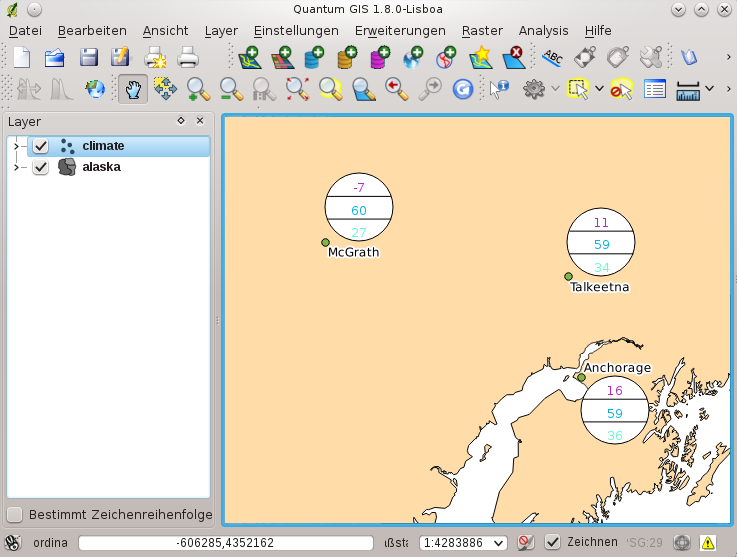 Quantum GIS 1.8.0-Lisboa
Datei Bearbeiten Ansicht Layer Einstellungen Erweiterungen Raster Analysis Hilfe
ABC
Layer
climate
alaska
-7
60
27
McGrath
11
59
34
Talkeetna
Anchorage
16
59
36
Bestimmt Zeichenreihenfolge
ordina -606285,4352162 ßsta 1:4283886 Zeichnen SG:29